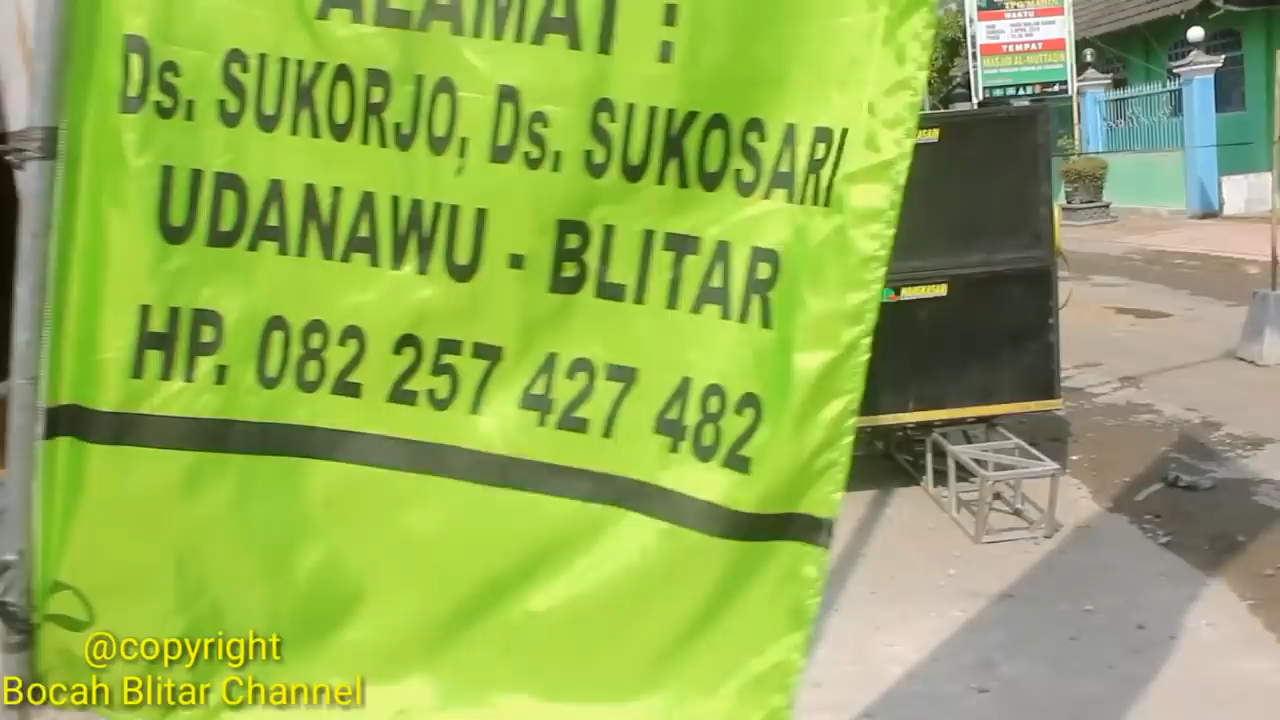 ALAMAT :
Ds. SUKORJO, Ds. SUKOSARI
UDANAWU - BLITAR
HP. 082 257 427 482
WAKTU
TEMPAT
MASJID AL-MUTTAQIN
@copyright
Bocah Blitar Channel